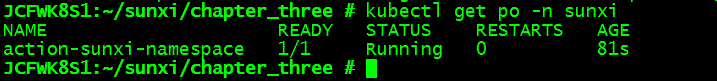 JCFWK8S1:~/sunxi/chapter_three # kubectl get po -n sunxi
NAME READY STATUS RESTARTS AGE
action-sunxi-namespace 1/1 Running 0 81s
JCFWK8S1:~/sunxi/chapter_three #